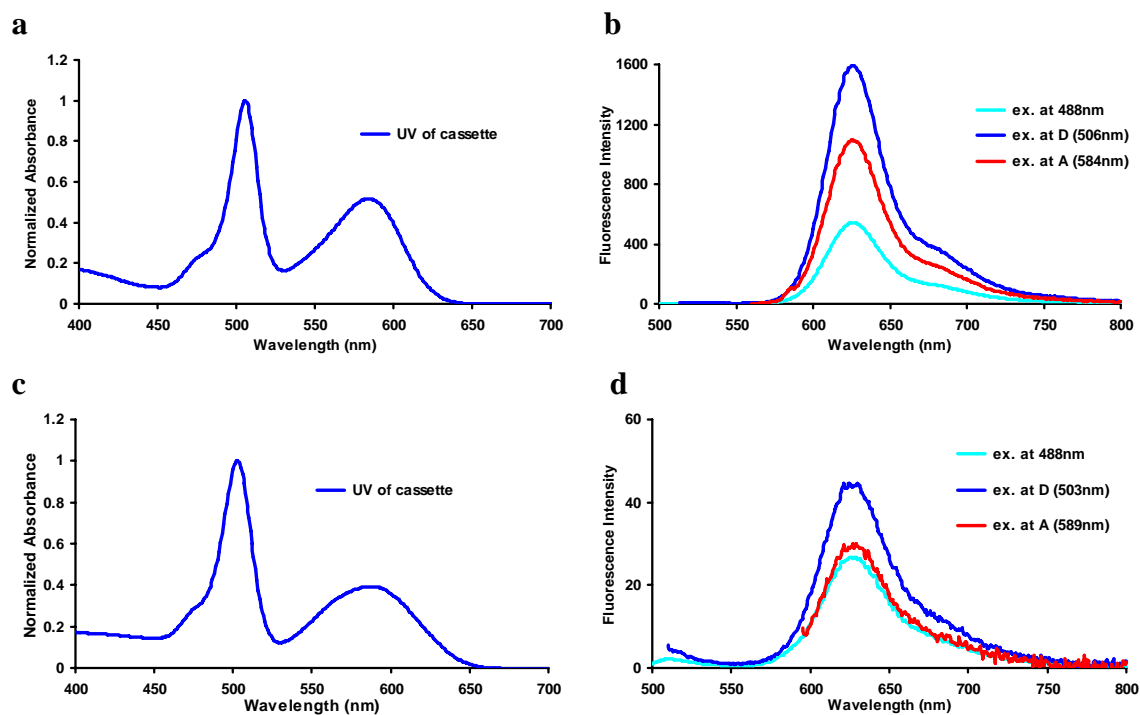 a
1.2
1
0.8
0.6
0.4
0.2
0
400 450 500 550 600 650 700
Normalized Absorbance
Wavelength (nm)
UV of cassette
b
1600
1200
800
400
0
500 550 600 650 700 750 800
Fluorescence Intensity
Wavelength (nm)
ex. at 488nm
ex. at D (506nm)
ex. at A (584nm)
c
1.2
1
0.8
0.6
0.4
0.2
0
400 450 500 550 600 650 700
Normalized Absorbance
Wavelength (nm)
UV of cassette
d
60
40
20
0
500 550 600 650 700 750 800
Fluorescence Intensity
Wavelength (nm)
ex. at 488nm
ex. at D (503nm)
ex. at A (589nm)